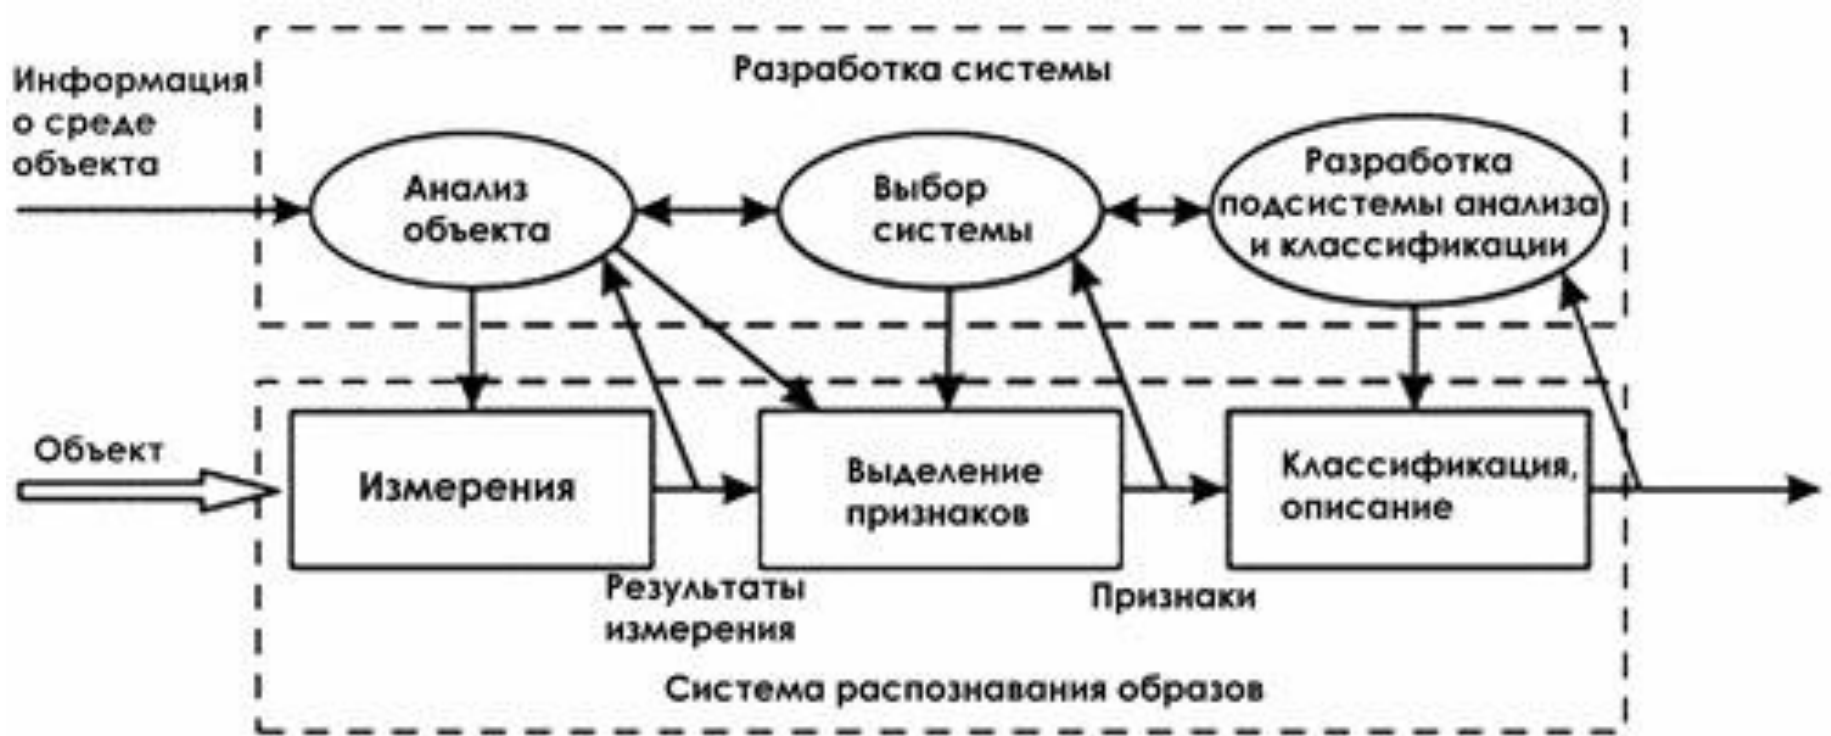 Разработка системы
Информация
о среде
объекта
Анализ
объекта
Выбор
системы
Разработка
подсистемы анализа
и классификации
Объект
Измерения
Выделение
признаков
Классификация,
описание
Результаты
измерения
Признаки
Система распознавания образов